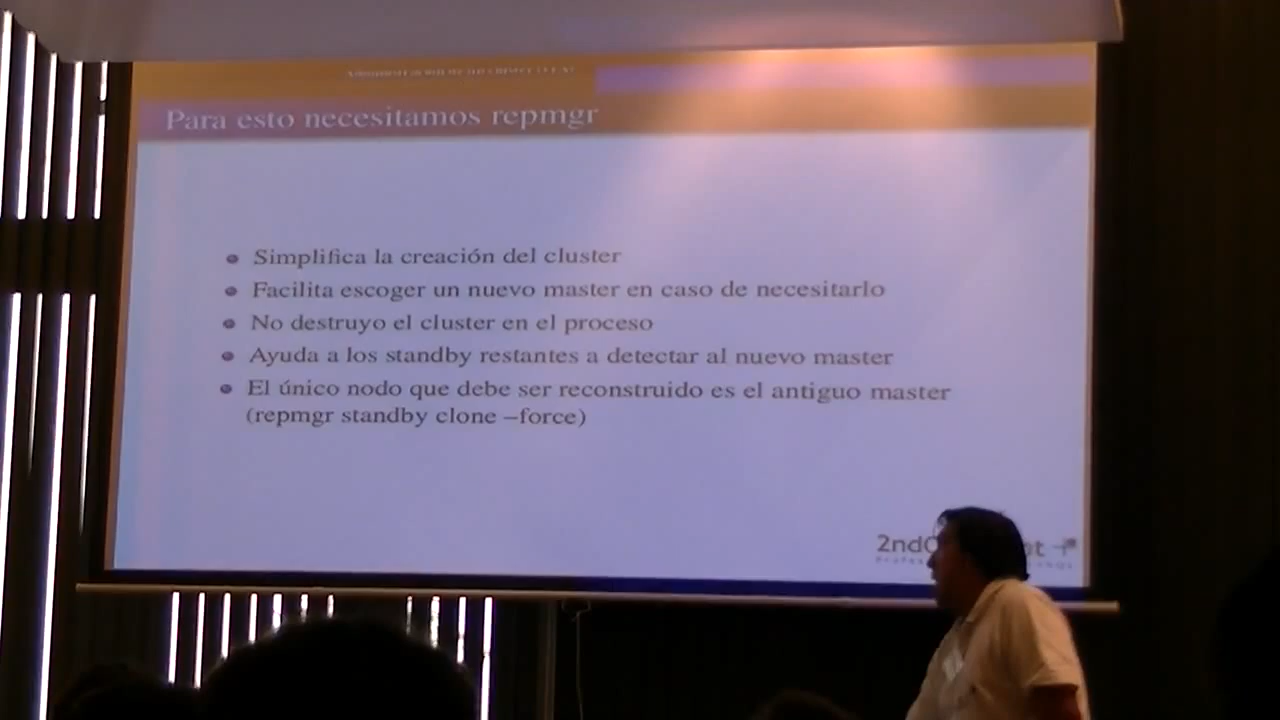 Para esto necesitamos repmgr
Simplifica la creación del cluster
Facilita escoger un nuevo master en caso de necesitarlo
No destruyo el cluster en el proceso
Ayuda a los standby restantes a detectar al nuevo master
El único nodo que debe ser reconstruido es el antiguo master
(repmgr standby clone –force)